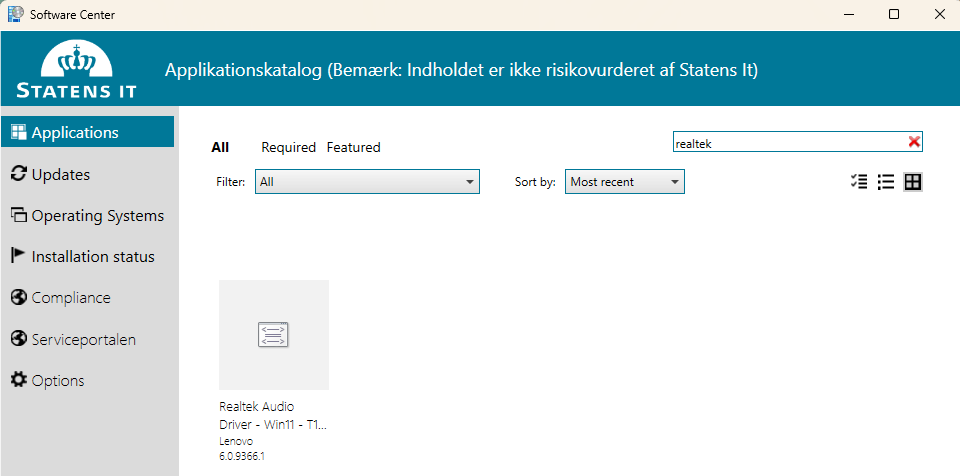 Software Center
STATENS IT
Applikationskatalog (Bemærk: Indholdet er ikke risikovurderet af Statens It)
Applications
Updates
Operating Systems
Installation status
Compliance
Serviceportalen
Options
All Required Featured
realtek
Filter: All
Sort by: Most recent
Realtek Audio
Driver - Win11 - T1...
Lenovo
6.0.9366.1